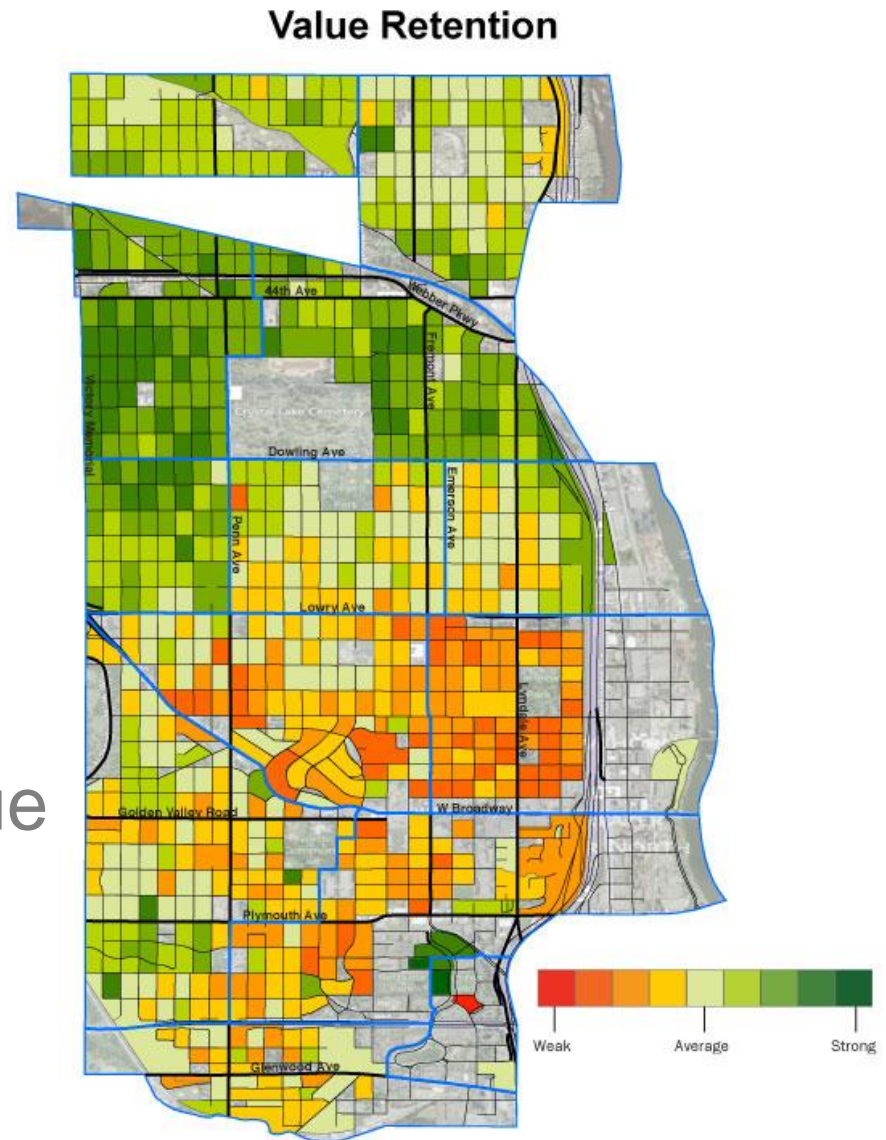 Value Retention
44th Ave
Webber Pkwy
Fremont Ave
Victory Memorial
Crystal Lake Cemetery
Dowling Ave
Emerson Ave
Penn Ave
Lowry Ave
Lyndale Ave
ue
Golden Valley Road
W Broadway
Plymouth Ave
Glenwood Ave
Weak
Average
Strong